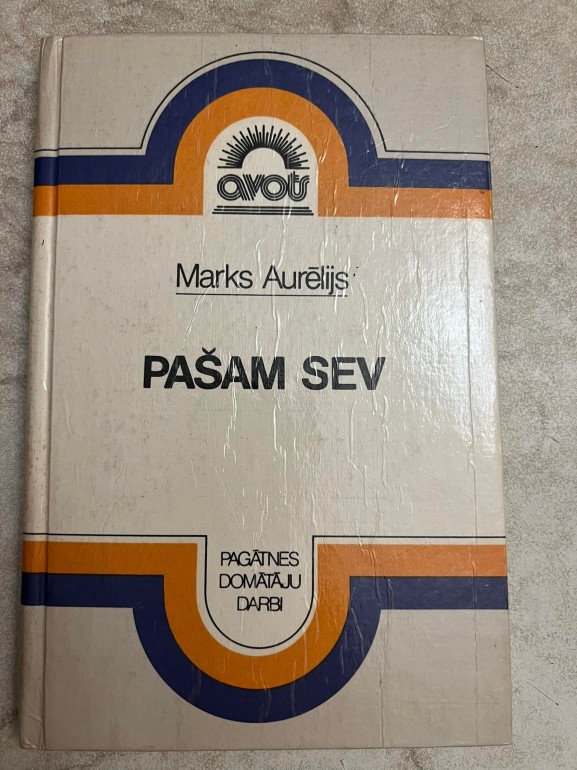 avots
Marks Aurēlijs
PAŠAM SEV
PAGĀTNES
DOMĀTĀJU
DARBI